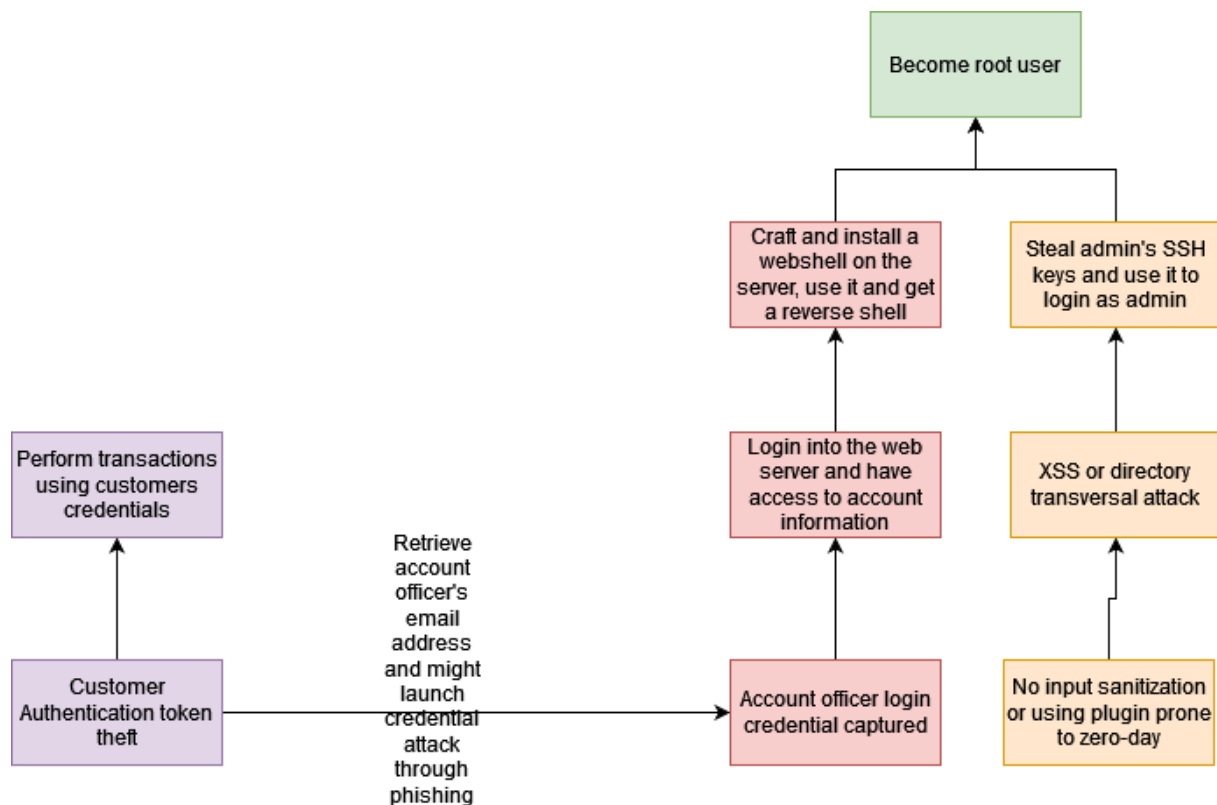 Become root user
Craft and install a
webshell on the
server, use it and get
a reverse shell
Steal admin's SSH
keys and use it to
login as admin
Perform transactions
using customers
credentials
Login into the web
server and have
access to account
information
XSS or directory
transversal attack
Retrieve
account
officer's
email
address
and might
launch
credential
attack
through
phishing
Customer
Authentication token
theft
Account officer login
credential captured
No input sanitization
or using plugin prone
to zero-day